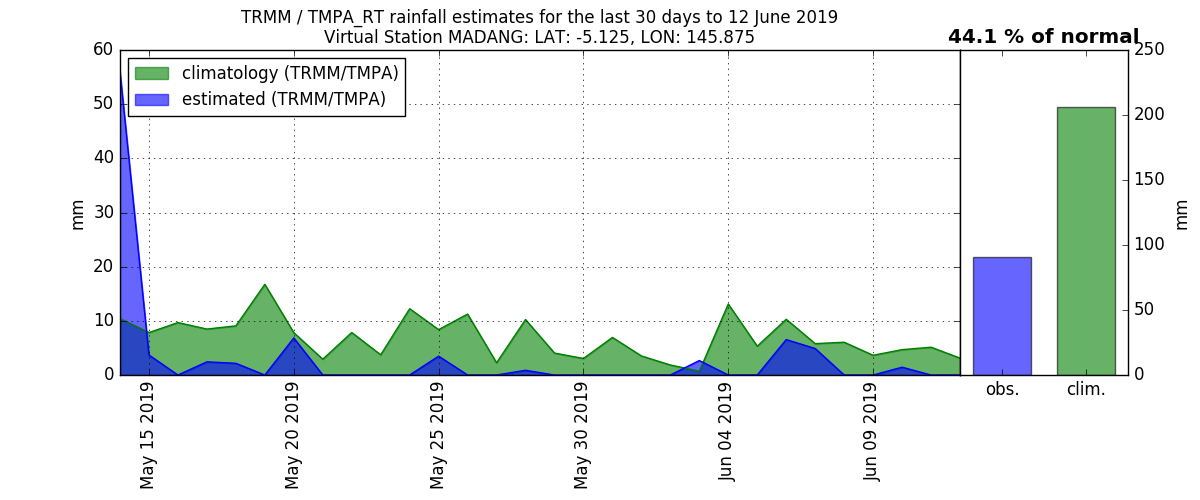 TRMM / TMPA_RT rainfall estimates for the last 30 days to 12 June 2019
Virtual Station MADANG: LAT: -5.125, LON: 145.875
44.1 % of normal
climatology (TRMM/TMPA)
estimated (TRMM/TMPA)
mm
60
50
40
30
20
10
0
May 15 2019
May 20 2019
May 25 2019
May 30 2019
Jun 04 2019
Jun 09 2019
obs.
clim.
250
200
150
100
50
0
mm